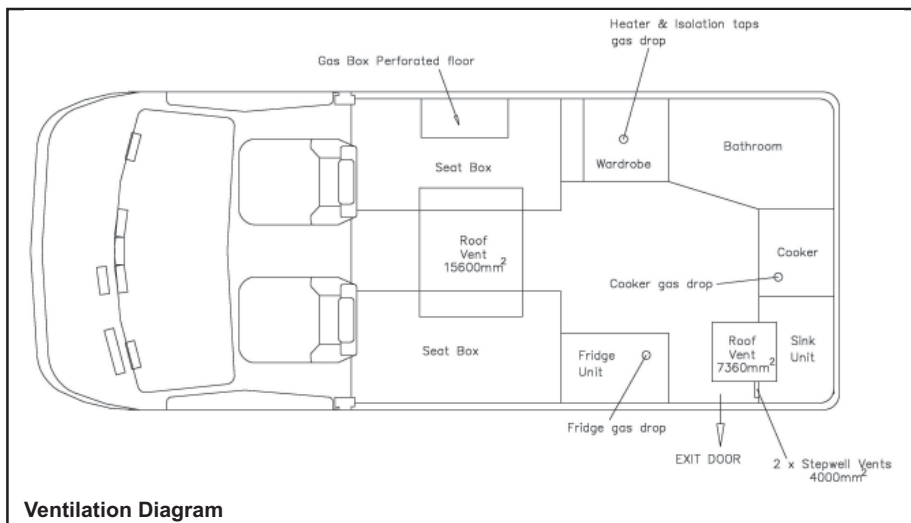 Heater & Isolation taps
gas drop
Gas Box Perforated floor
Bathroom
Wardrobe
Seat Box
Roof
Vent
15600mm²
Cooker
Cooker gas drop
Roof
Vent
7360mm²
Sink
Unit
Seat Box
Fridge
Unit
Fridge gas drop
EXIT DOOR
2 x Stepwell Vents
4000mm²
Ventilation Diagram